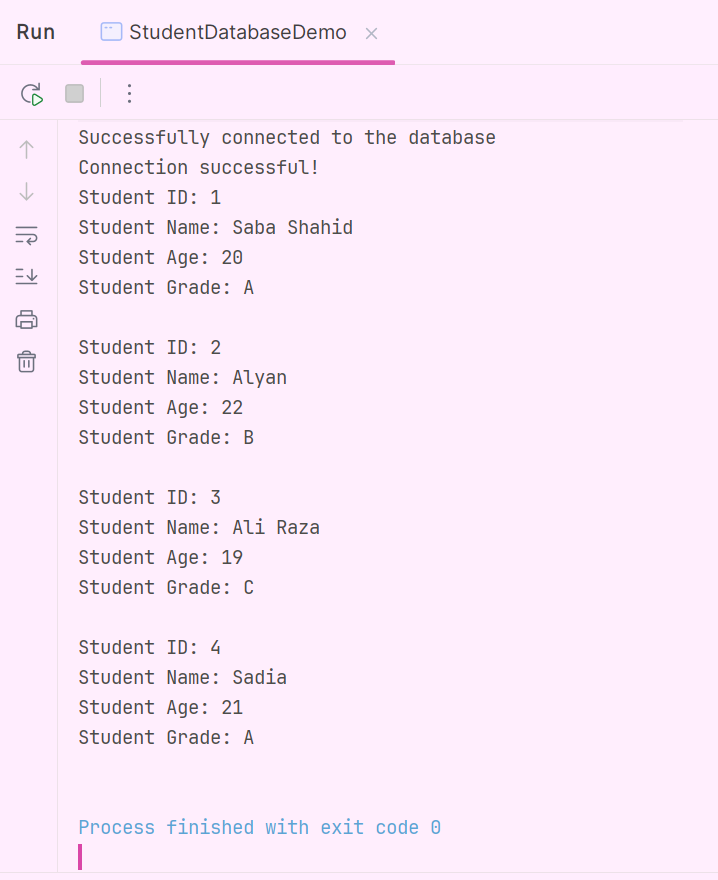 Run StudentDatabaseDemo
Successfully connected to the database
Connection successful!
Student ID: 1
Student Name: Saba Shahid
Student Age: 20
Student Grade: A
Student ID: 2
Student Name: Alyan
Student Age: 22
Student Grade: B
Student ID: 3
Student Name: Ali Raza
Student Age: 19
Student Grade: C
Student ID: 4
Student Name: Sadia
Student Age: 21
Student Grade: A
Process finished with exit code 0